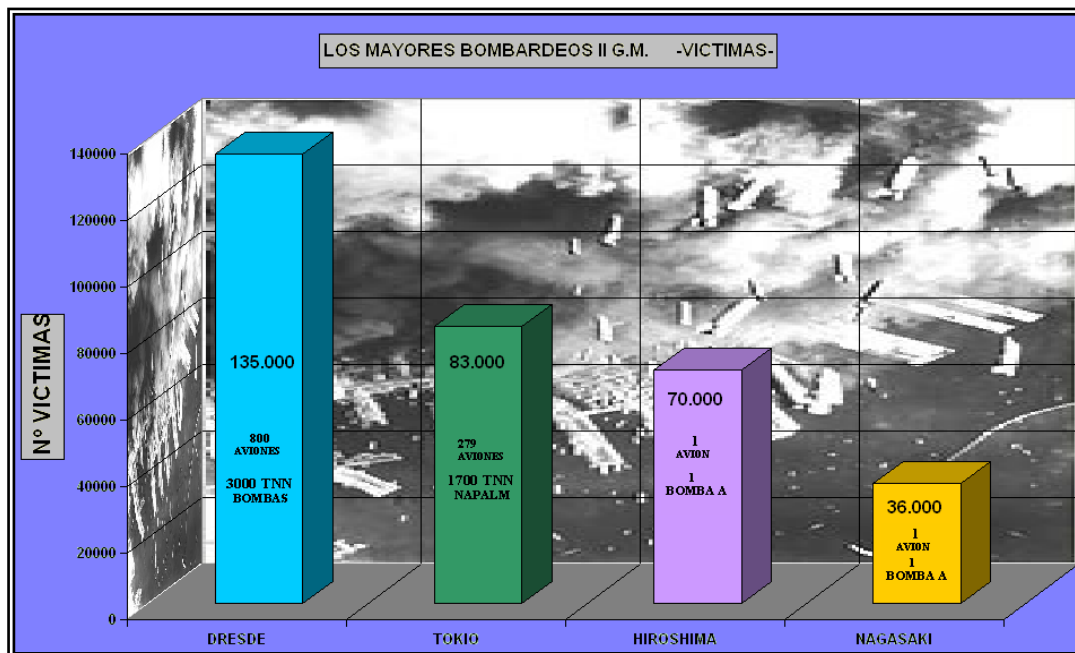 LOS MAYORES BOMBARDEOS II G.M. -VICTIMAS-
Nº VICTIMAS
140000
120000
100000
80000
60000
40000
20000
0
135.000
800
AVIONES
3000 TNN
BOMBAS
83.000
279
AVIONES
1700 TNN
NAPALM
70.000
1
AVION
1
BOMBA A
36.000
1
AVION
1
BOMBA A
DRESDE
TOKIO
HIROSHIMA
NAGASAKI